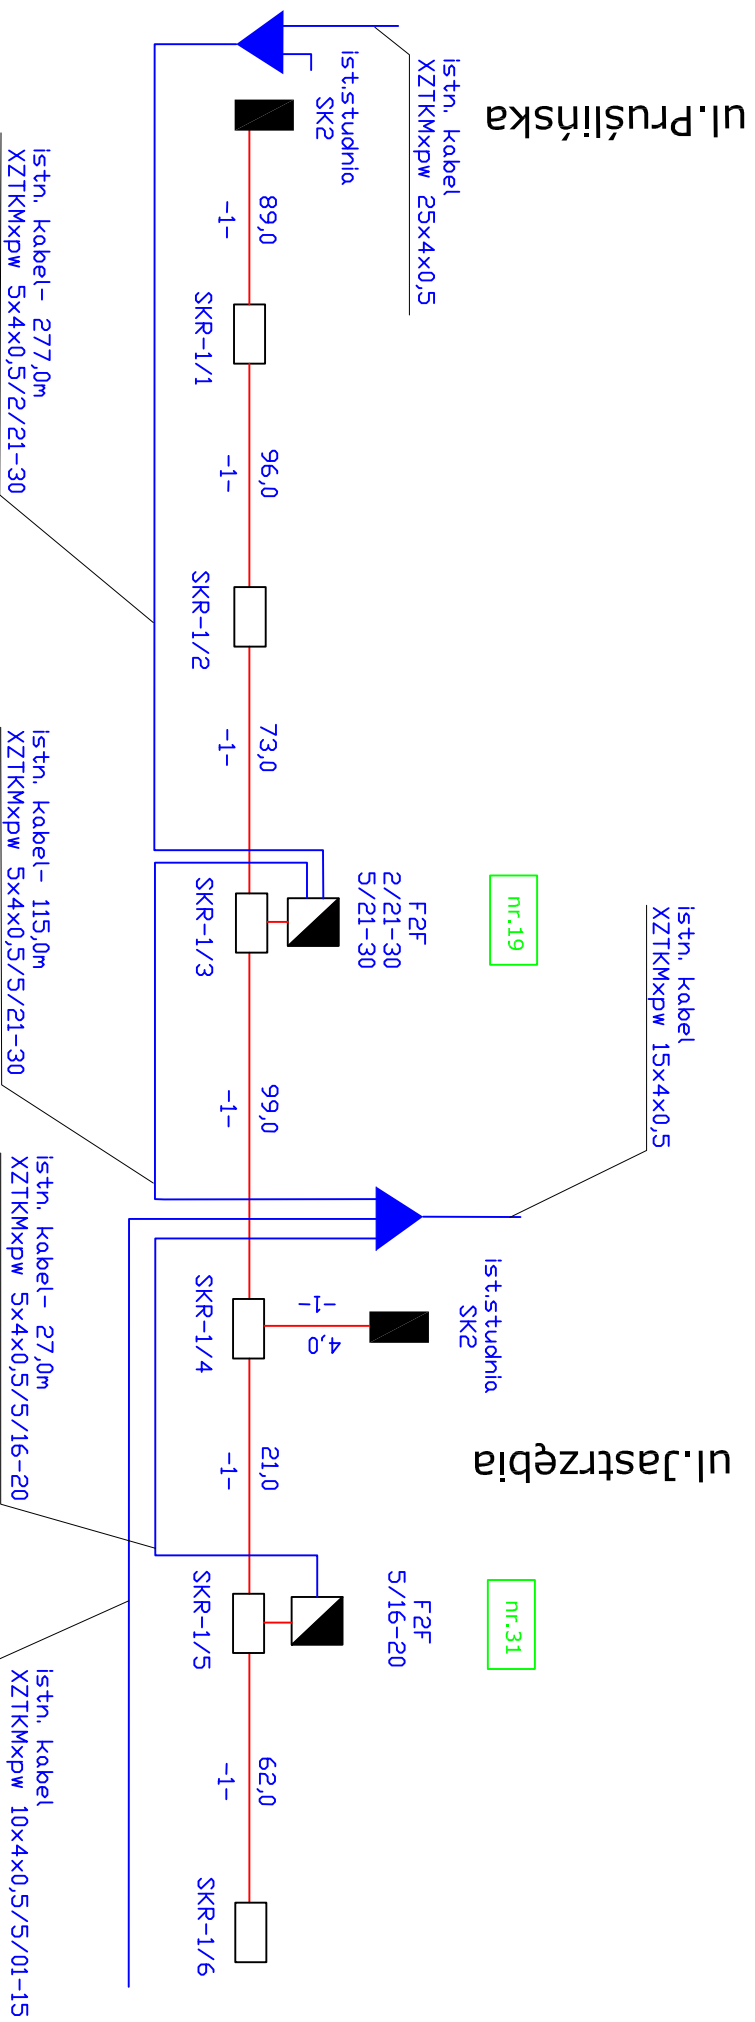 ul.Pruślińska
istn. kabel
XZTKMxpw 25x4x0,5
ist.studnia
SK2
89,0
-1-
SKR-1/1
96,0
-1-
SKR-1/2
73,0
-1-
SKR-1/3
F2F
2/21-30
5/21-30
nr.19
99,0
-1-
istn. kabel
XZTKMxpw 15x4x0,5
ist.studnia
SK2
-1-
4,0
SKR-1/4
ul.Jastrzębia
21,0
-1-
SKR-1/5
F2F
5/16-20
nr.31
62,0
-1-
SKR-1/6
istn. kabel- 277,0m
XZTKMxpw 5x4x0,5/2/21-30
istn. kabel- 115,0m
XZTKMxpw 5x4x0,5/5/21-30
istn. kabel- 27,0m
XZTKMxpw 5x4x0,5/5/16-20
istn. kabel
XZTKMxpw 10x4x0,5/5/01-15